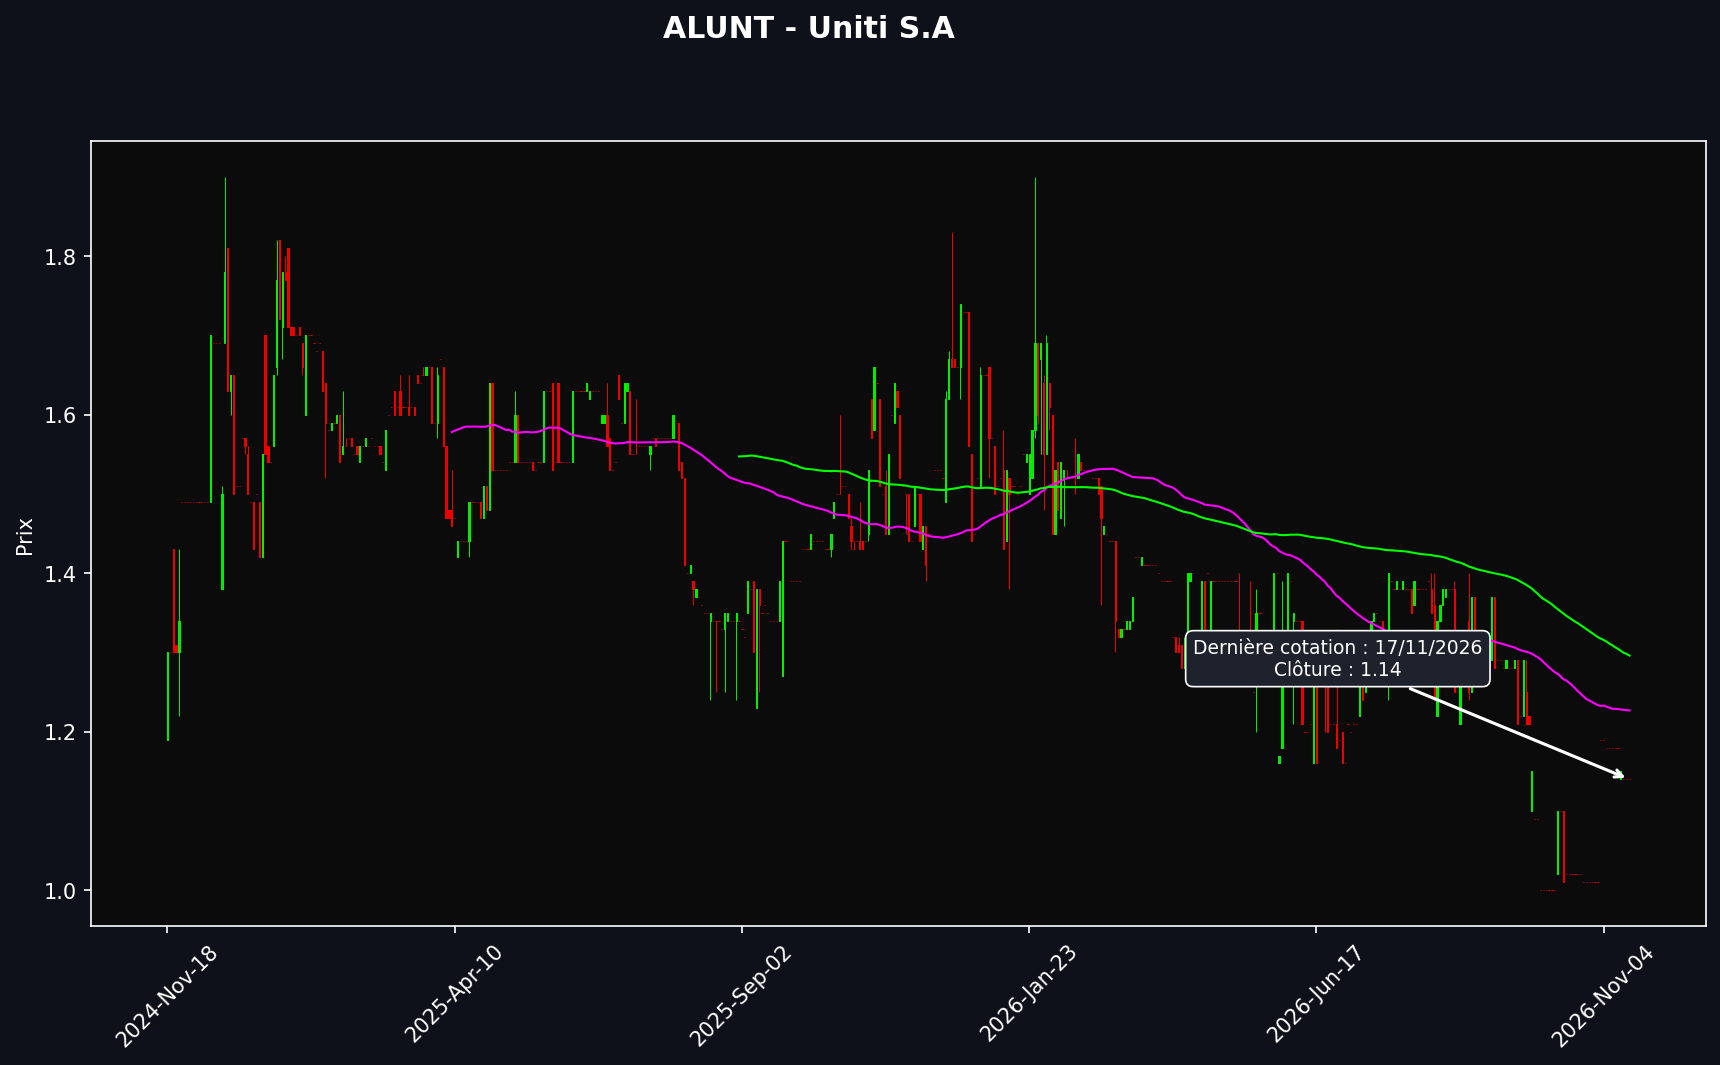 ALUNT - Uniti S.A
Prix
1.8
1.6
1.4
1.2
1.0
Dernière cotation : 17/11/2026
Clôture : 1.14
2024-Nov-18
2025-Apr-10
2025-Sep-02
2026-Jan-23
2026-Jun-17
2026-Nov-04